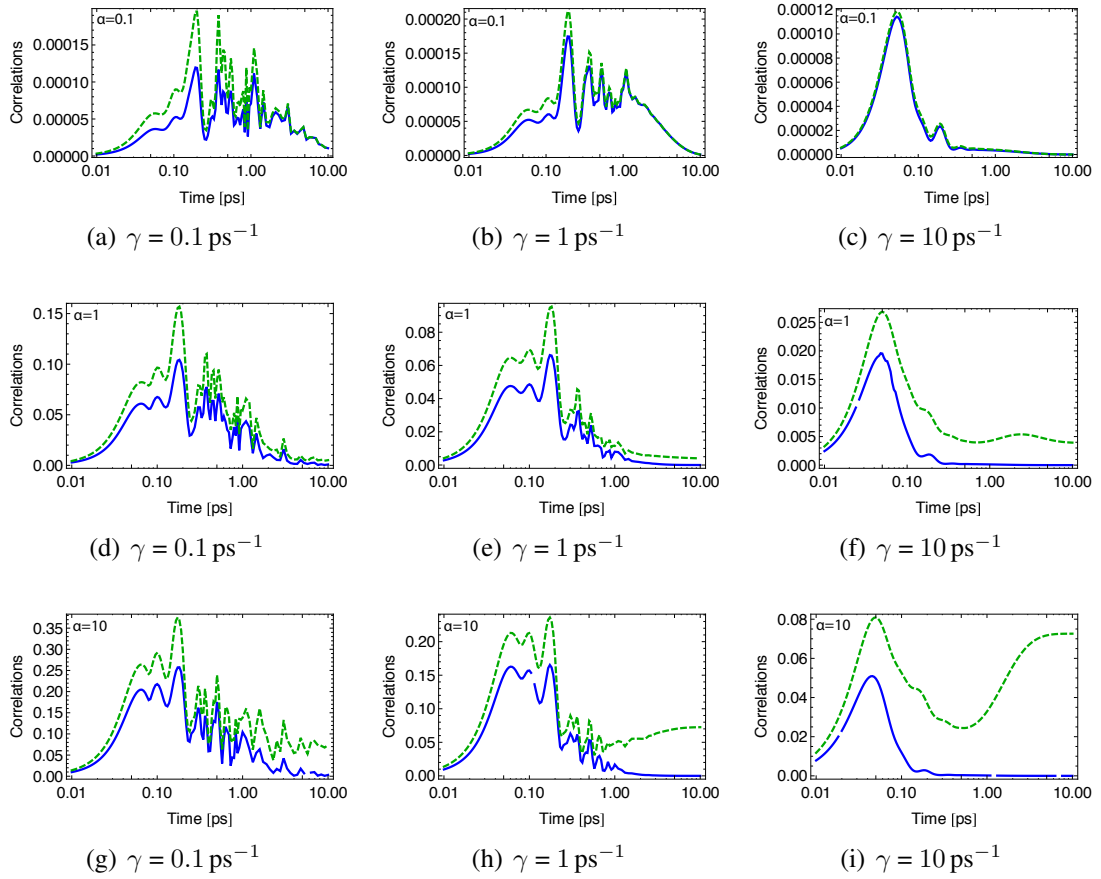 α=0.1
Correlations
0.00015
0.00010
0.00005
0.00000
0.01 0.10 1.00 10.00
Time [ps]
(a) γ = 0.1 ps⁻¹
α=0.1
Correlations
0.00020
0.00015
0.00010
0.00005
0.00000
0.01 0.10 1.00 10.00
Time [ps]
(b) γ = 1 ps⁻¹
α=0.1
Correlations
0.00012
0.00010
0.00008
0.00006
0.00004
0.00002
0.00000
0.01 0.10 1.00 10.00
Time [ps]
(c) γ = 10 ps⁻¹
α=1
Correlations
0.15
0.10
0.05
0.00
0.01 0.10 1.00 10.00
Time [ps]
(d) γ = 0.1 ps⁻¹
α=1
Correlations
0.08
0.06
0.04
0.02
0.00
0.01 0.10 1.00 10.00
Time [ps]
(e) γ = 1 ps⁻¹
α=1
Correlations
0.025
0.020
0.015
0.010
0.005
0.000
0.01 0.10 1.00 10.00
Time [ps]
(f) γ = 10 ps⁻¹
α=10
Correlations
0.35
0.30
0.25
0.20
0.15
0.10
0.05
0.00
0.01 0.10 1.00 10.00
Time [ps]
(g) γ = 0.1 ps⁻¹
α=10
Correlations
0.20
0.15
0.10
0.05
0.00
0.01 0.10 1.00 10.00
Time [ps]
(h) γ = 1 ps⁻¹
α=10
Correlations
0.08
0.06
0.04
0.02
0.00
0.01 0.10 1.00 10.00
Time [ps]
(i) γ = 10 ps⁻¹